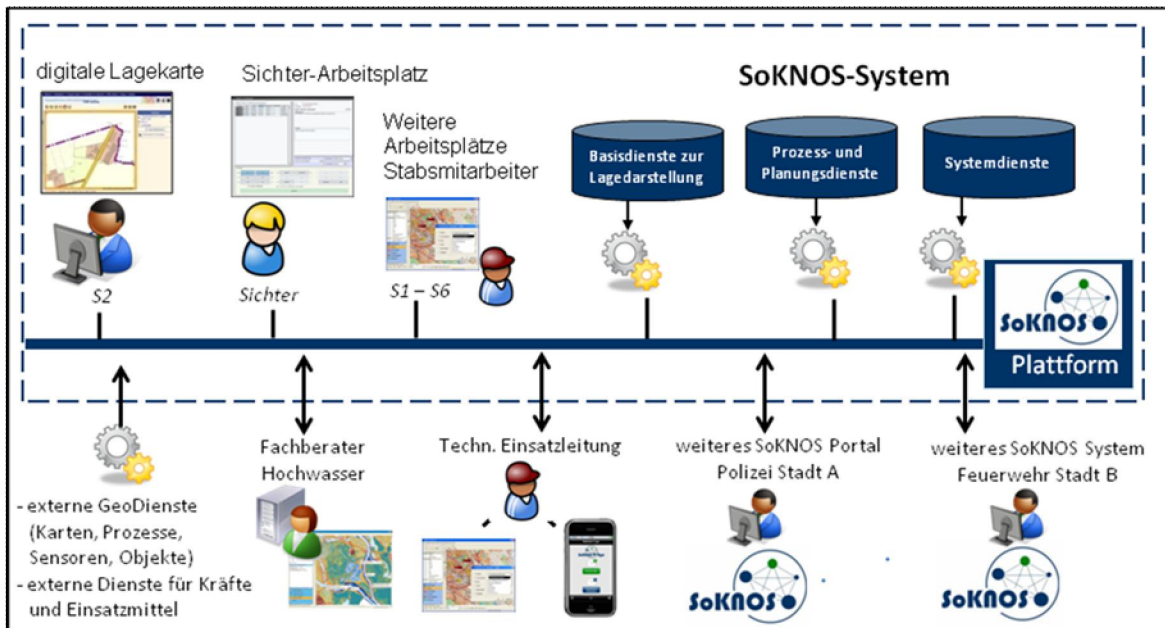 digitale Lagekarte
Sichter-Arbeitsplatz
SoKNOS-System
Weitere
Arbeitsplätze
Stabsmitarbeiter
Basisdienste zur
Lagedarstellung
Prozess- und
Planungsdienste
Systemdienste
S2
Sichter
S1 – S6
SoKNOS
Plattform
Fachberater
Hochwasser
Techn. Einsatzleitung
weiteres SoKNOS Portal
Polizei Stadt A
weiteres SoKNOS System
Feuerwehr Stadt B
- externe GeoDienste
(Karten, Prozesse,
Sensoren, Objekte)
- externe Dienste für Kräfte
und Einsatzmittel
SoKNOS
SoKNOS